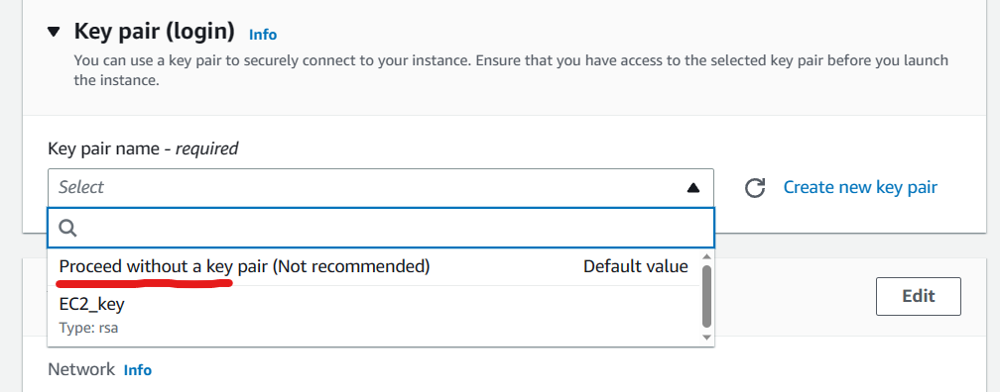 Key pair (login) Info
You can use a key pair to securely connect to your instance. Ensure that you have access to the selected key pair before you launch
the instance.
Key pair name - required
Select
Create new key pair
Proceed without a key pair (Not recommended) Default value
EC2_key
Type: rsa
Edit
Network Info